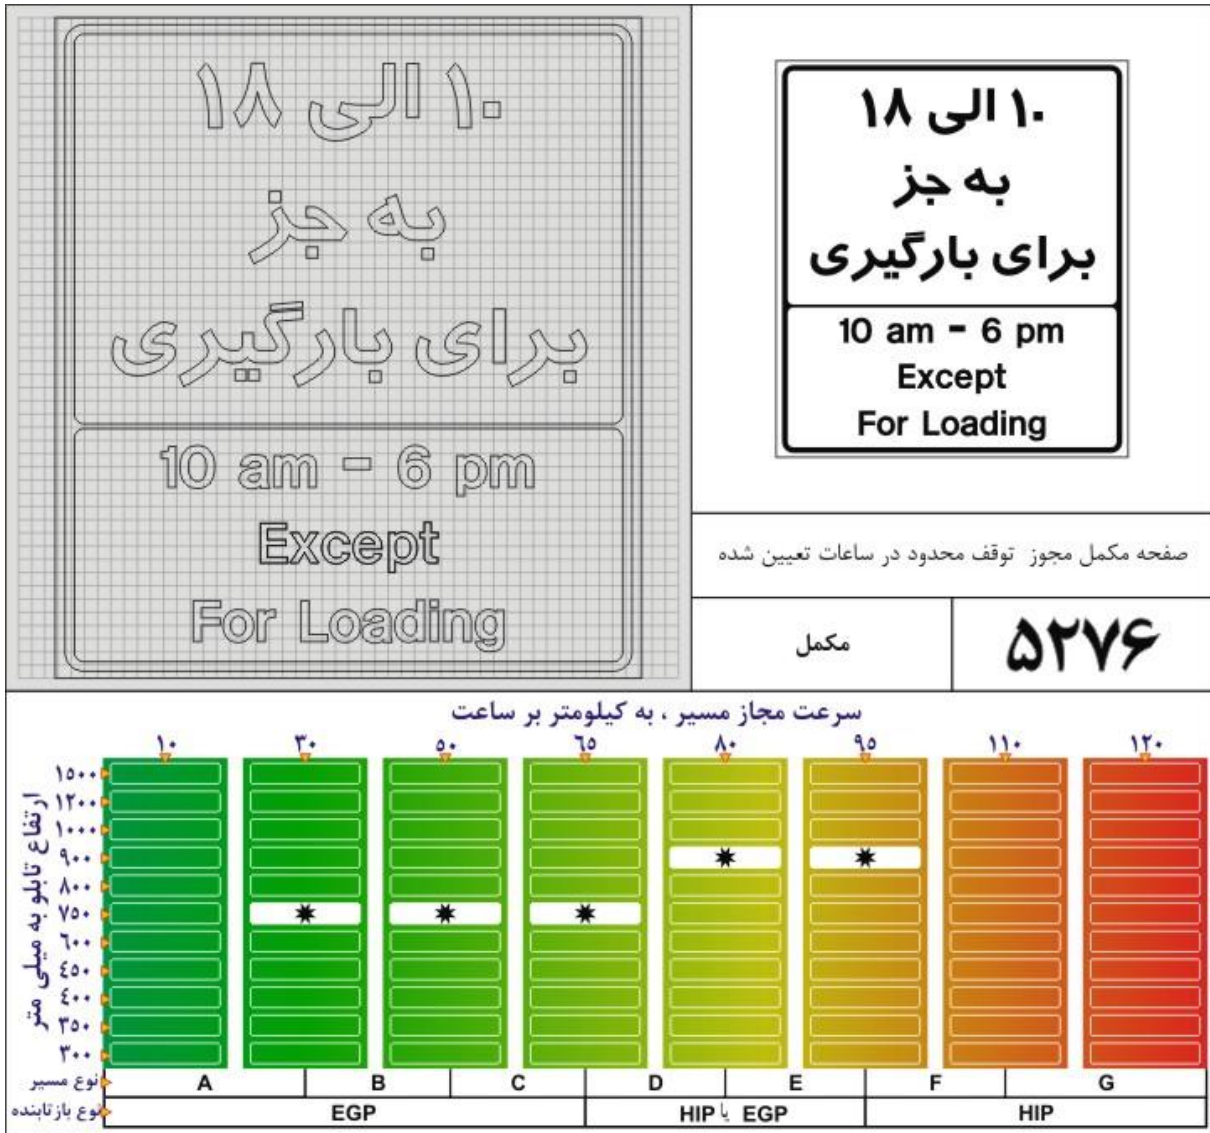 ۱۰ الی ۱۸
به جز
برای بارگیری
10 am - 6 pm
Except
For Loading
۱۰ الی ۱۸
به جز
برای بارگیری
10 am - 6 pm
Except
For Loading
صفحه مکمل مجوز توقف محدود در ساعات تعیین شده
۵۲۷۶
مکمل
سرعت مجاز مسیر ، به کیلومتر بر ساعت
۱۰ ۳۰ ۵۰ ۶۵ ۸۰ ۹۵ ۱۱۰ ۱۲۰
ارتفاع تابلو به میلی متر
۱۵۰۰
۱۲۰۰
۱۰۰۰
۹۰۰
۸۰۰
۷۵۰
۶۰۰
۴۵۰
۴۰۰
۳۵۰
۳۰۰
نوع مسیر A B C D E F G
نوع بازتابنده EGP HIP یا EGP HIP